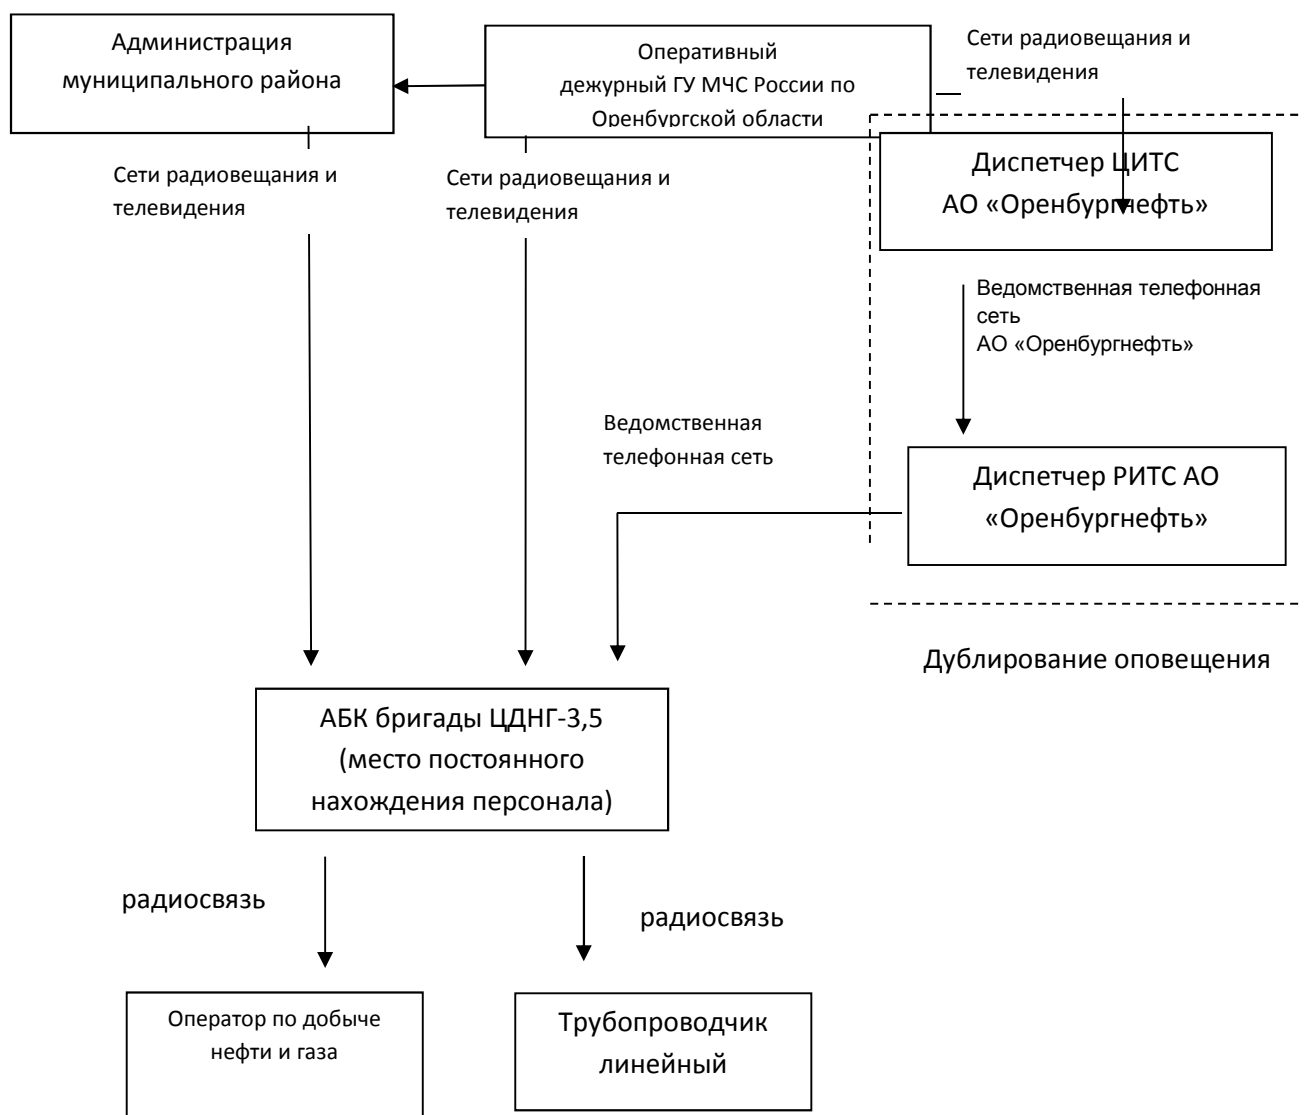 Администрация
муниципального района
Оперативный
дежурный ГУ МЧС России по
Оренбургской области
Сети радиовещания и
телевидения
Диспетчер ЦИТС
АО «Оренбургнефть»
Сети радиовещания и
телевидения
Сети радиовещания и
телевидения
Ведомственная телефонная
сеть
АО «Оренбургнефть»
Ведомственная
телефонная сеть
Диспетчер РИТС АО
«Оренбургнефть»
Дублирование оповещения
АБК бригады ЦДНГ-3,5
(место постоянного
нахождения персонала)
радиосвязь
радиосвязь
Оператор по добыче
нефти и газа
Трубопроводчик
линейный